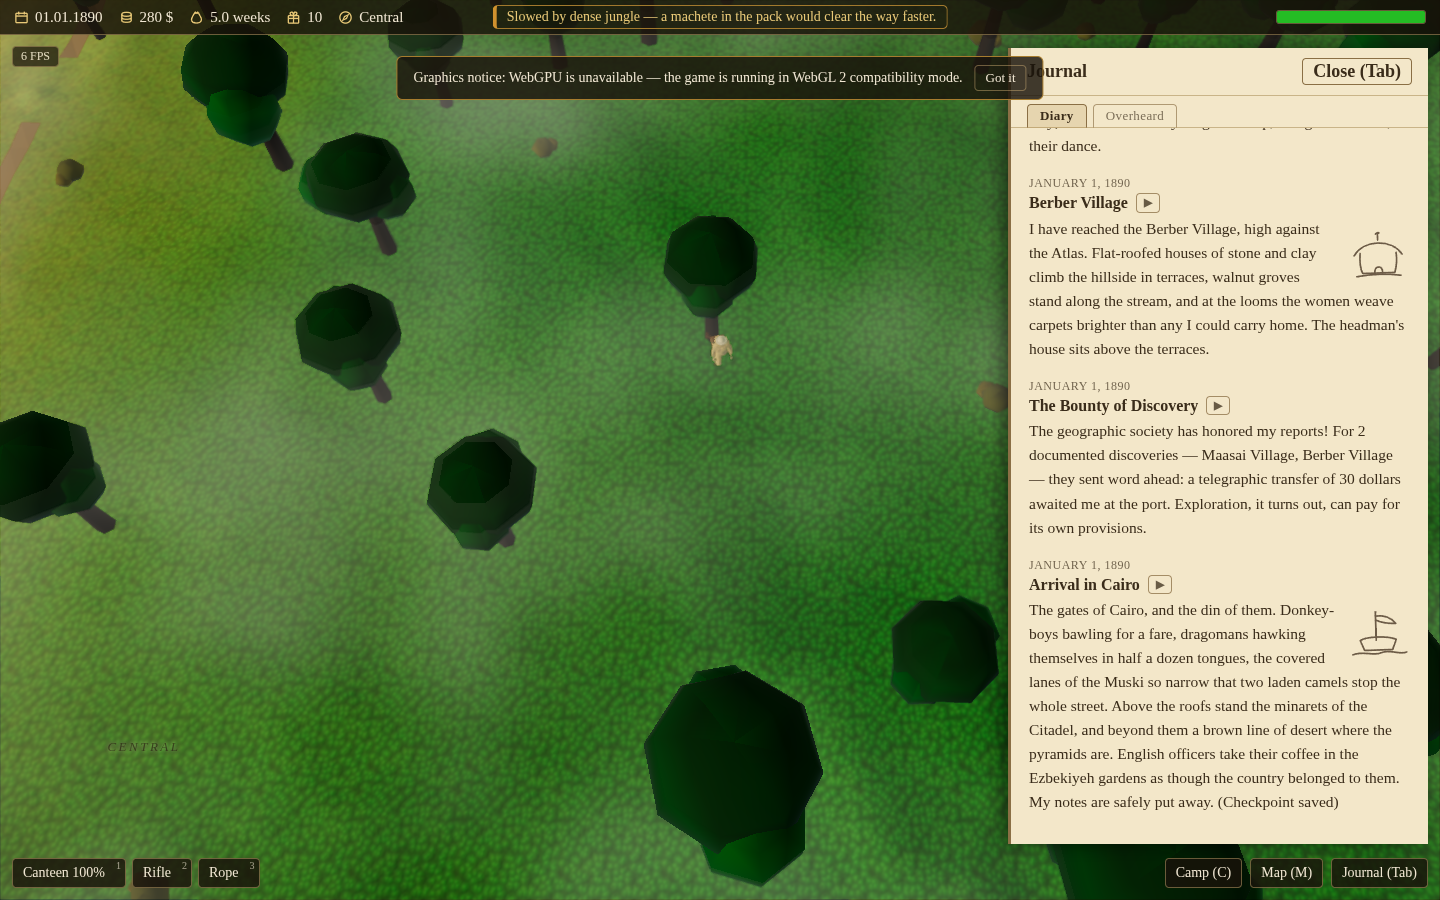 01.01.1890 280 $ 5.0 weeks 10 Central
Slowed by dense jungle — a machete in the pack would clear the way faster.
6 FPS
Graphics notice: WebGPU is unavailable — the game is running in WebGL 2 compatibility mode. Got it
Journal Close (Tab)
Diary Overheard
their dance.
JANUARY 1, 1890
Berber Village
I have reached the Berber Village, high against
the Atlas. Flat-roofed houses of stone and clay
climb the hillside in terraces, walnut groves
stand along the stream, and at the looms the women weave
carpets brighter than any I could carry home. The headman's
house sits above the terraces.
JANUARY 1, 1890
The Bounty of Discovery
The geographic society has honored my reports! For 2
documented discoveries — Maasai Village, Berber Village
— they sent word ahead: a telegraphic transfer of 30 dollars
awaited me at the port. Exploration, it turns out, can pay for
its own provisions.
JANUARY 1, 1890
Arrival in Cairo
The gates of Cairo, and the din of them. Donkey-
boys bawling for a fare, dragomans hawking
themselves in half a dozen tongues, the covered
lanes of the Muski so narrow that two laden camels stop the
whole street. Above the roofs stand the minarets of the
Citadel, and beyond them a brown line of desert where the
pyramids are. English officers take their coffee in the
Ezbekiyeh gardens as though the country belonged to them.
My notes are safely put away. (Checkpoint saved)
CENTRAL
Canteen 100% 1 Rifle 2 Rope 3
Camp (C) Map (M) Journal (Tab)